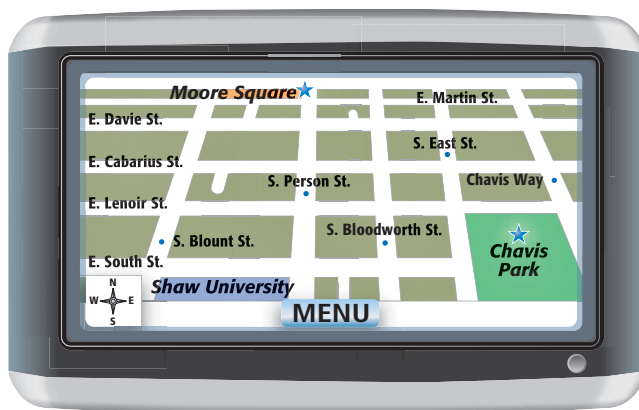 Moore Square
E. Martin St.
E. Davie St.
S. East St.
E. Cabarius St.
S. Person St.
Chavis Way
E. Lenoir St.
S. Blount St.
S. Bloodworth St.
Chavis
Park
E. South St.
N
W E
S
Shaw University
MENU